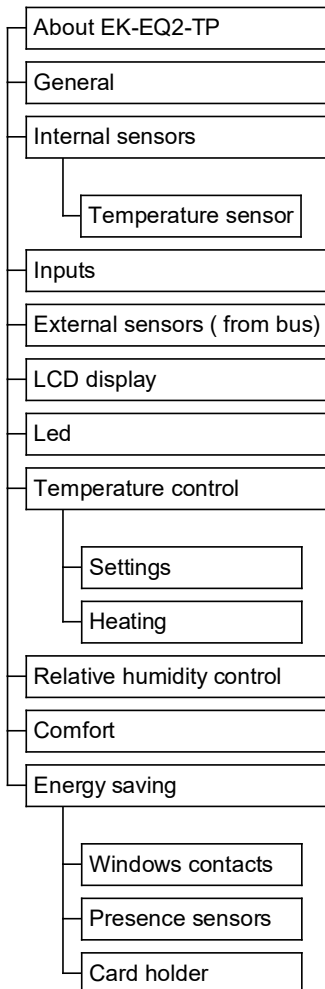 About EK-EQ2-TP
General
Internal sensors
Temperature sensor
Inputs
External sensors ( from bus)
LCD display
Led
Temperature control
Settings
Heating
Relative humidity control
Comfort
Energy saving
Windows contacts
Presence sensors
Card holder